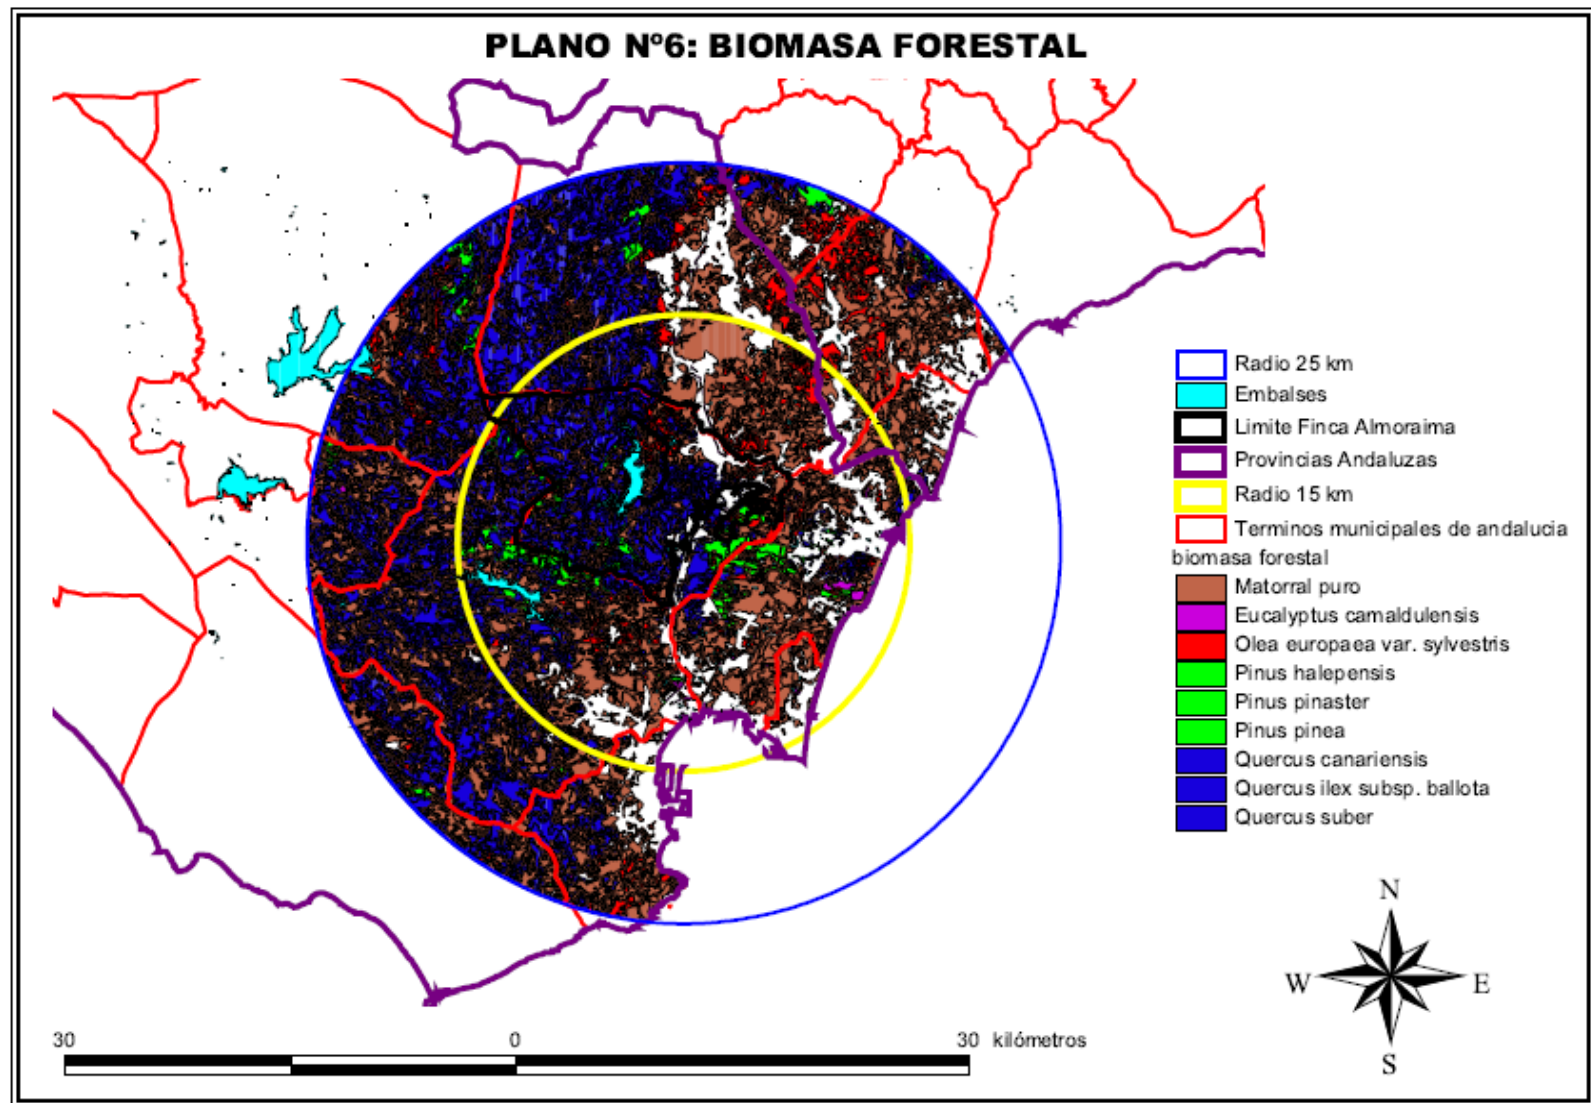 PLANO Nº6: BIOMASA FORESTAL
Radio 25 km
Embalses
Limite Finca Almoraima
Provincias Andaluzas
Radio 15 km
Terminos municipales de andalucia
biomasa forestal
Matorral puro
Eucalyptus camaldulensis
Olea europaea var. sylvestris
Pinus halepensis
Pinus pinaster
Pinus pinea
Quercus canariensis
Quercus ilex subsp. ballota
Quercus suber
N
W E
S
30 0 30 kilómetros